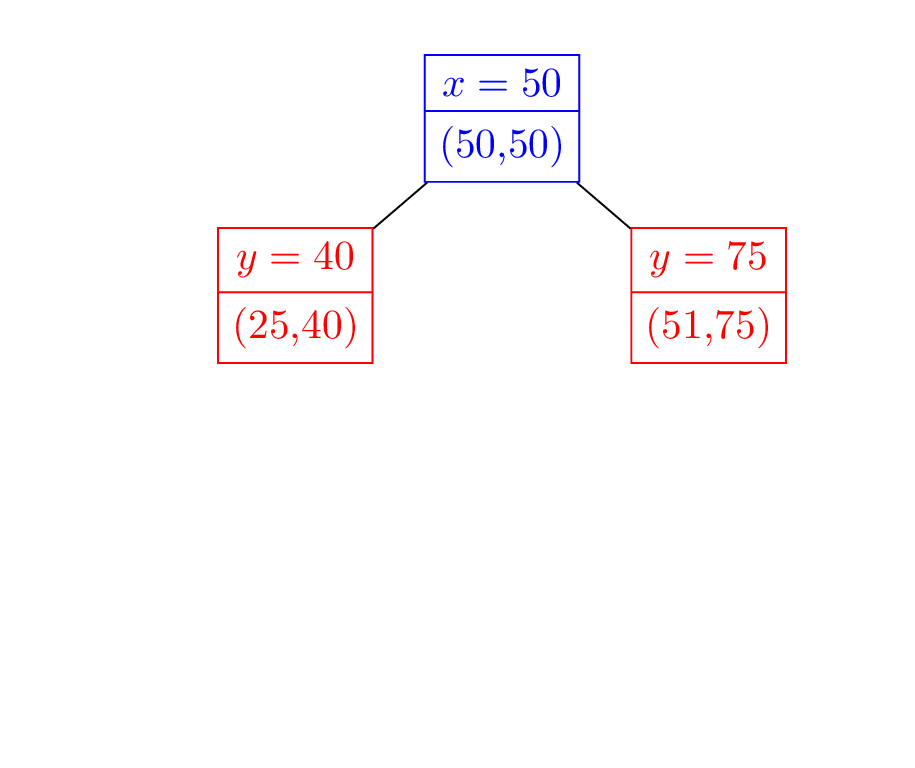 x = 50
(50,50)
y = 40
(25,40)
y = 75
(51,75)